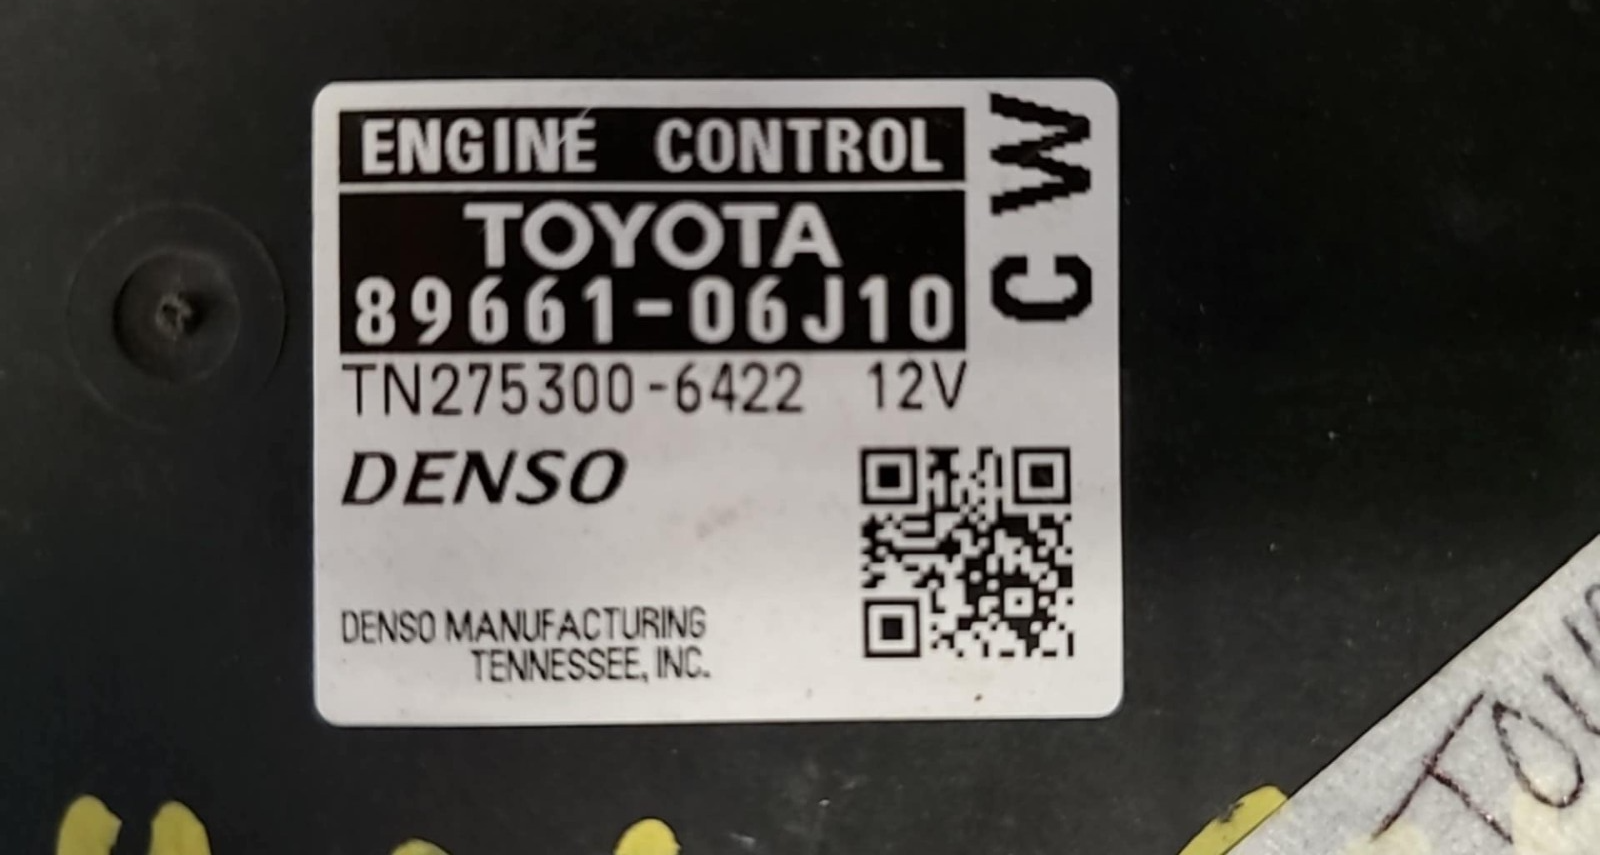 ENGINE CONTROL
CW
TOYOTA
89661-06J10
TN275300-6422 12V
DENSO
DENSO MANUFACTURING
TENNESSEE, INC.